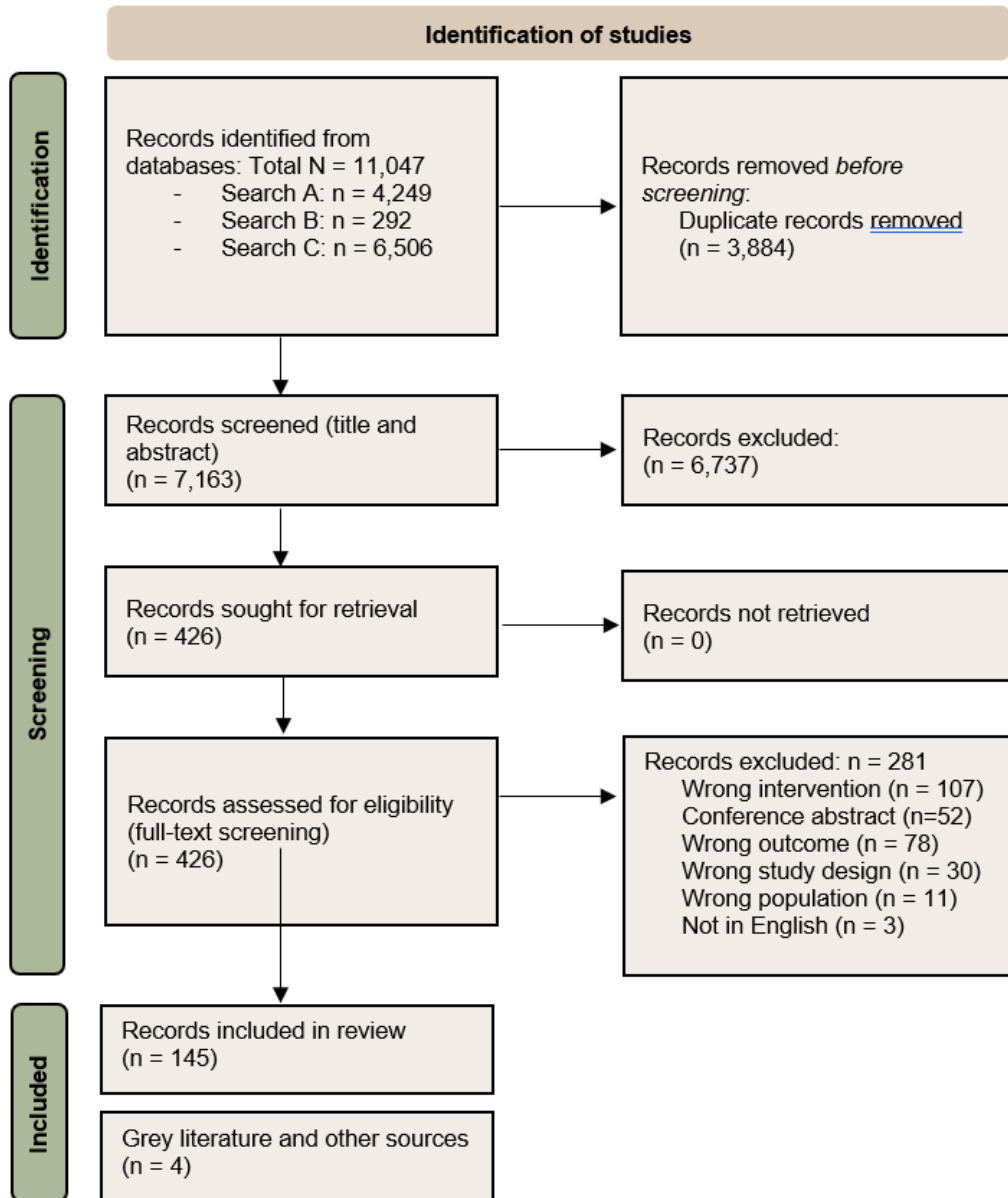 Identification of studies
Identification
Records identified from
databases: Total N = 11,047
- Search A: n = 4,249
- Search B: n = 292
- Search C: n = 6,506
Records removed before
screening:
Duplicate records removed
(n = 3,884)
Screening
Records screened (title and
abstract)
(n = 7,163)
Records excluded:
(n = 6,737)
Records sought for retrieval
(n = 426)
Records not retrieved
(n = 0)
Records assessed for eligibility
(full-text screening)
(n = 426)
Records excluded: n = 281
Wrong intervention (n = 107)
Conference abstract (n=52)
Wrong outcome (n = 78)
Wrong study design (n = 30)
Wrong population (n = 11)
Not in English (n = 3)
Included
Records included in review
(n = 145)
Grey literature and other sources
(n = 4)